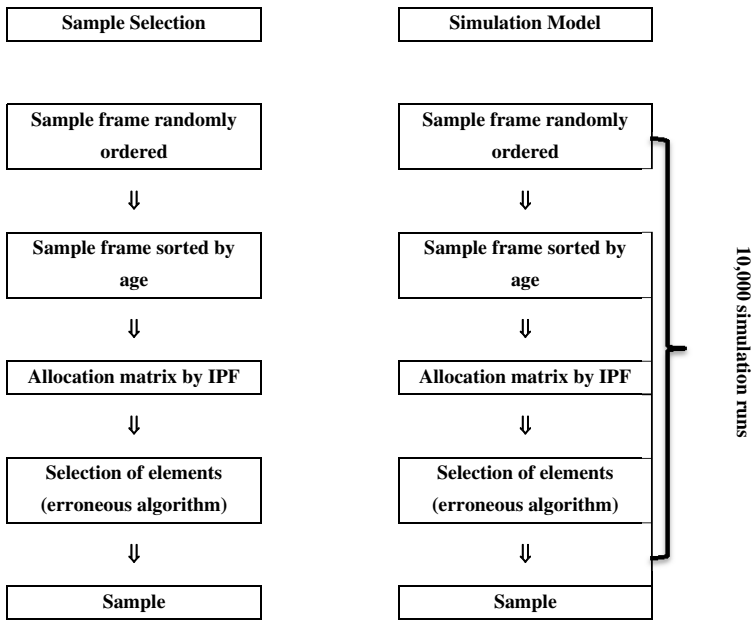 Sample Selection
Sample frame randomly
ordered
⇓
Sample frame sorted by
age
⇓
Allocation matrix by IPF
⇓
Selection of elements
(erroneous algorithm)
⇓
Sample
Simulation Model
Sample frame randomly
ordered
⇓
Sample frame sorted by
age
⇓
Allocation matrix by IPF
⇓
Selection of elements
(erroneous algorithm)
⇓
Sample
10,000 simulation runs